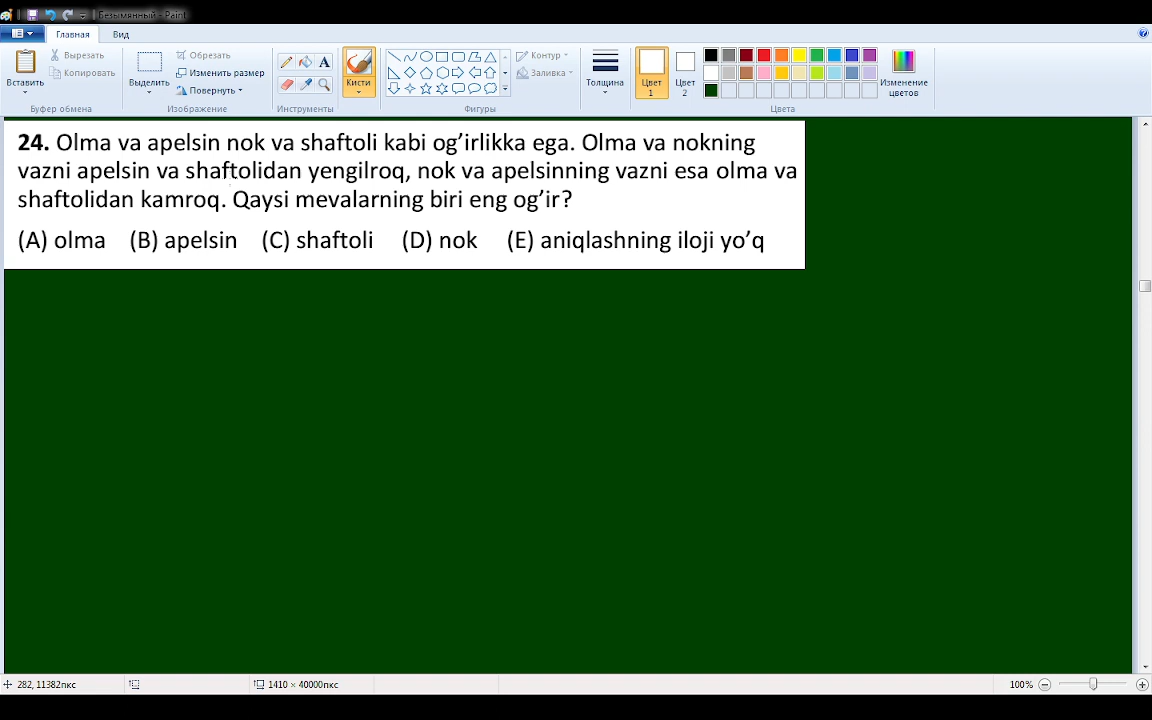 Безымянный - Paint
Главная Вид
Вставить
Вырезать
Копировать
Буфер обмена
Выделить
Обрезать
Изменить размер
Повернуть
Изображение
A
Инструменты
Кисти
Контур
Заливка
Фигуры
Толщина
Цвет 1
Цвет 2
Изменение цветов
Цвета
24. Olma va apelsin nok va shaftoli kabi og’irlikka ega. Olma va nokning
vazni apelsin va shaftolidan yengilroq, nok va apelsinning vazni esa olma va
shaftolidan kamroq. Qaysi mevalarning biri eng og’ir?
(A) olma (B) apelsin (C) shaftoli (D) nok (E) aniqlashning iloji yo’q
282, 11382пкс 1410 × 40000пкс 100%